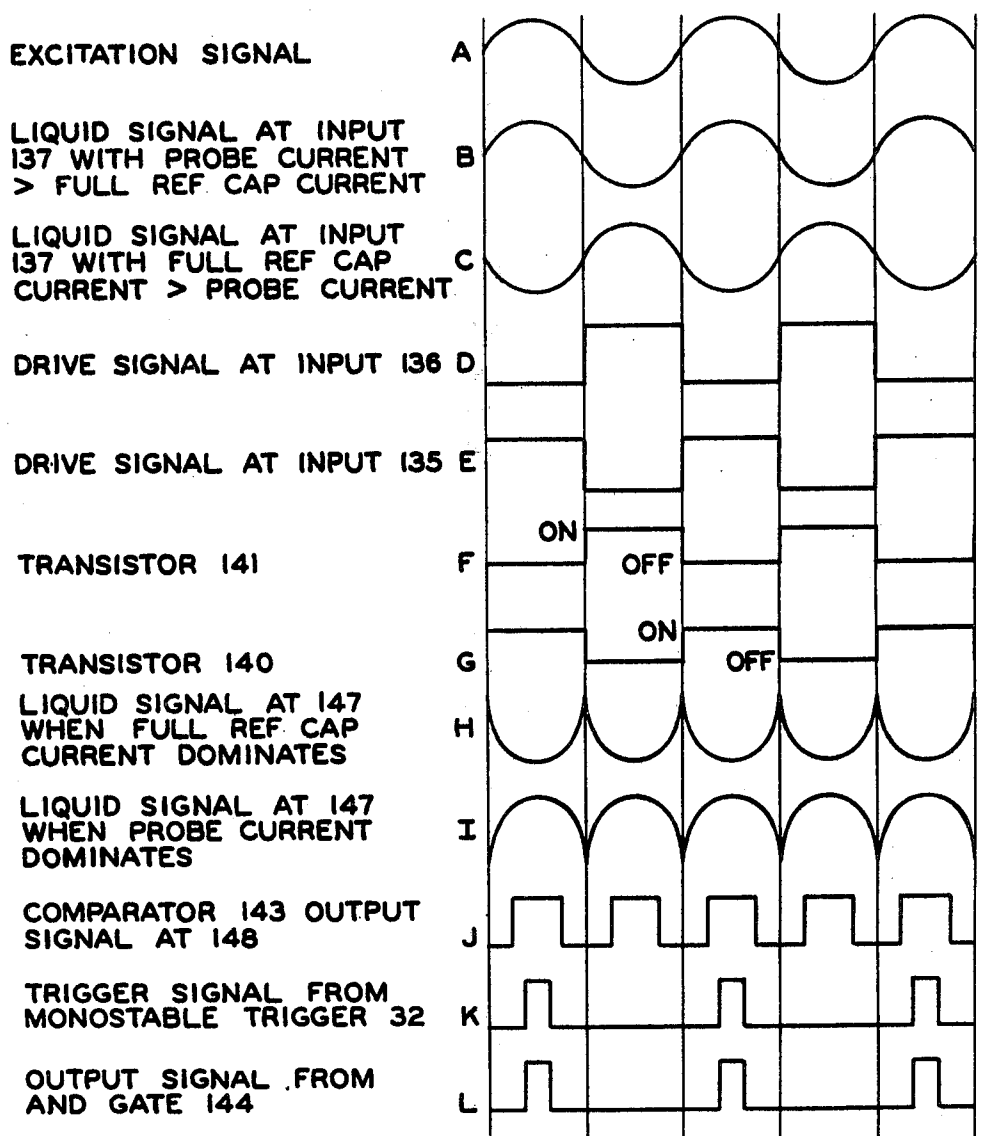 EXCITATION SIGNAL A
LIQUID SIGNAL AT INPUT
137 WITH PROBE CURRENT B
> FULL REF CAP CURRENT
LIQUID SIGNAL AT INPUT
137 WITH FULL REF CAP C
CURRENT > PROBE CURRENT
DRIVE SIGNAL AT INPUT 136 D
DRIVE SIGNAL AT INPUT 135 E
ON
TRANSISTOR 141 F OFF
ON
TRANSISTOR 140 G OFF
LIQUID SIGNAL AT 147
WHEN FULL REF CAP H
CURRENT DOMINATES
LIQUID SIGNAL AT 147
WHEN PROBE CURRENT I
DOMINATES
COMPARATOR 143 OUTPUT
SIGNAL AT 148 J
TRIGGER SIGNAL FROM
MONOSTABLE TRIGGER 32 K
OUTPUT SIGNAL FROM
AND GATE 144 L